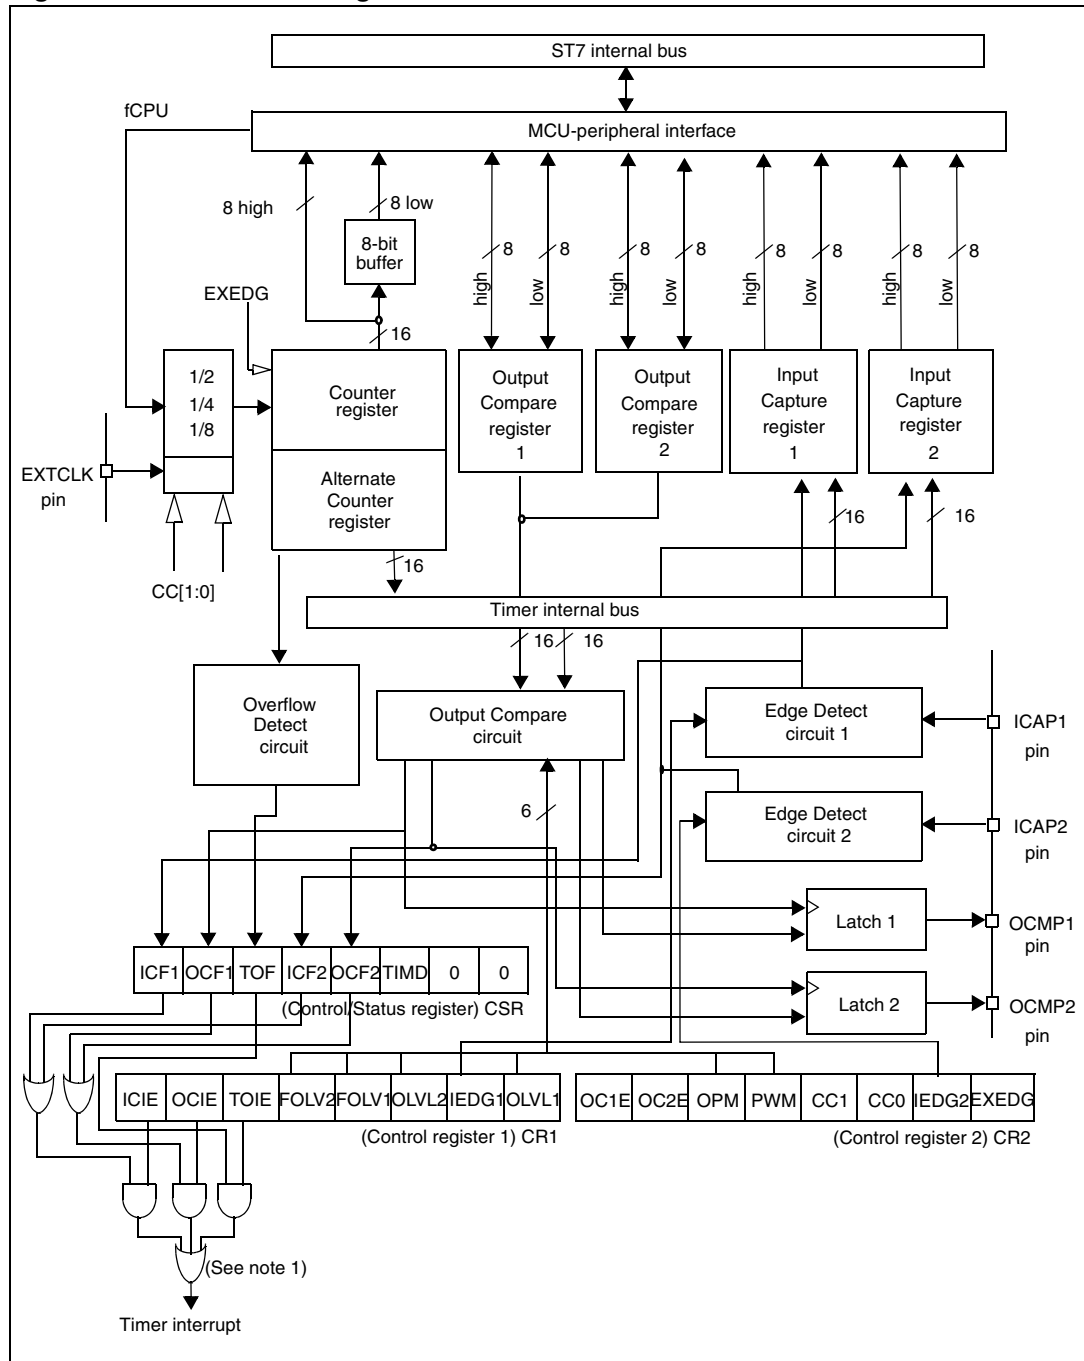 ST7 internal bus
fCPU
MCU-peripheral interface
8 high
8 low
8-bit
buffer
8
8
8
8
8
8
8
8
high
low
high
low
high
low
high
low
EXEDG
16
1/2
1/4
1/8
Counter
register
Output
Compare
register
1
Output
Compare
register
2
Input
Capture
register
1
Input
Capture
register
2
EXTCLK
pin
Alternate
Counter
register
16
16
16
CC[1:0]
Timer internal bus
16
16
Overflow
Detect
circuit
Output Compare
circuit
Edge Detect
circuit 1
ICAP1
pin
6
Edge Detect
circuit 2
ICAP2
pin
Latch 1
OCMP1
pin
ICF1 OCF1 TOF ICF2 OCF2 TIMD 0 0
(Control/Status register) CSR
Latch 2
OCMP2
pin
ICIE OCIE TOIE FOLV2 FOLV1 OLVL2 IEDG1 OLVL1
(Control register 1) CR1
OC1E OC2E OPM PWM CC1 CC0 IEDG2 EXEDG
(Control register 2) CR2
(See note 1)
Timer interrupt